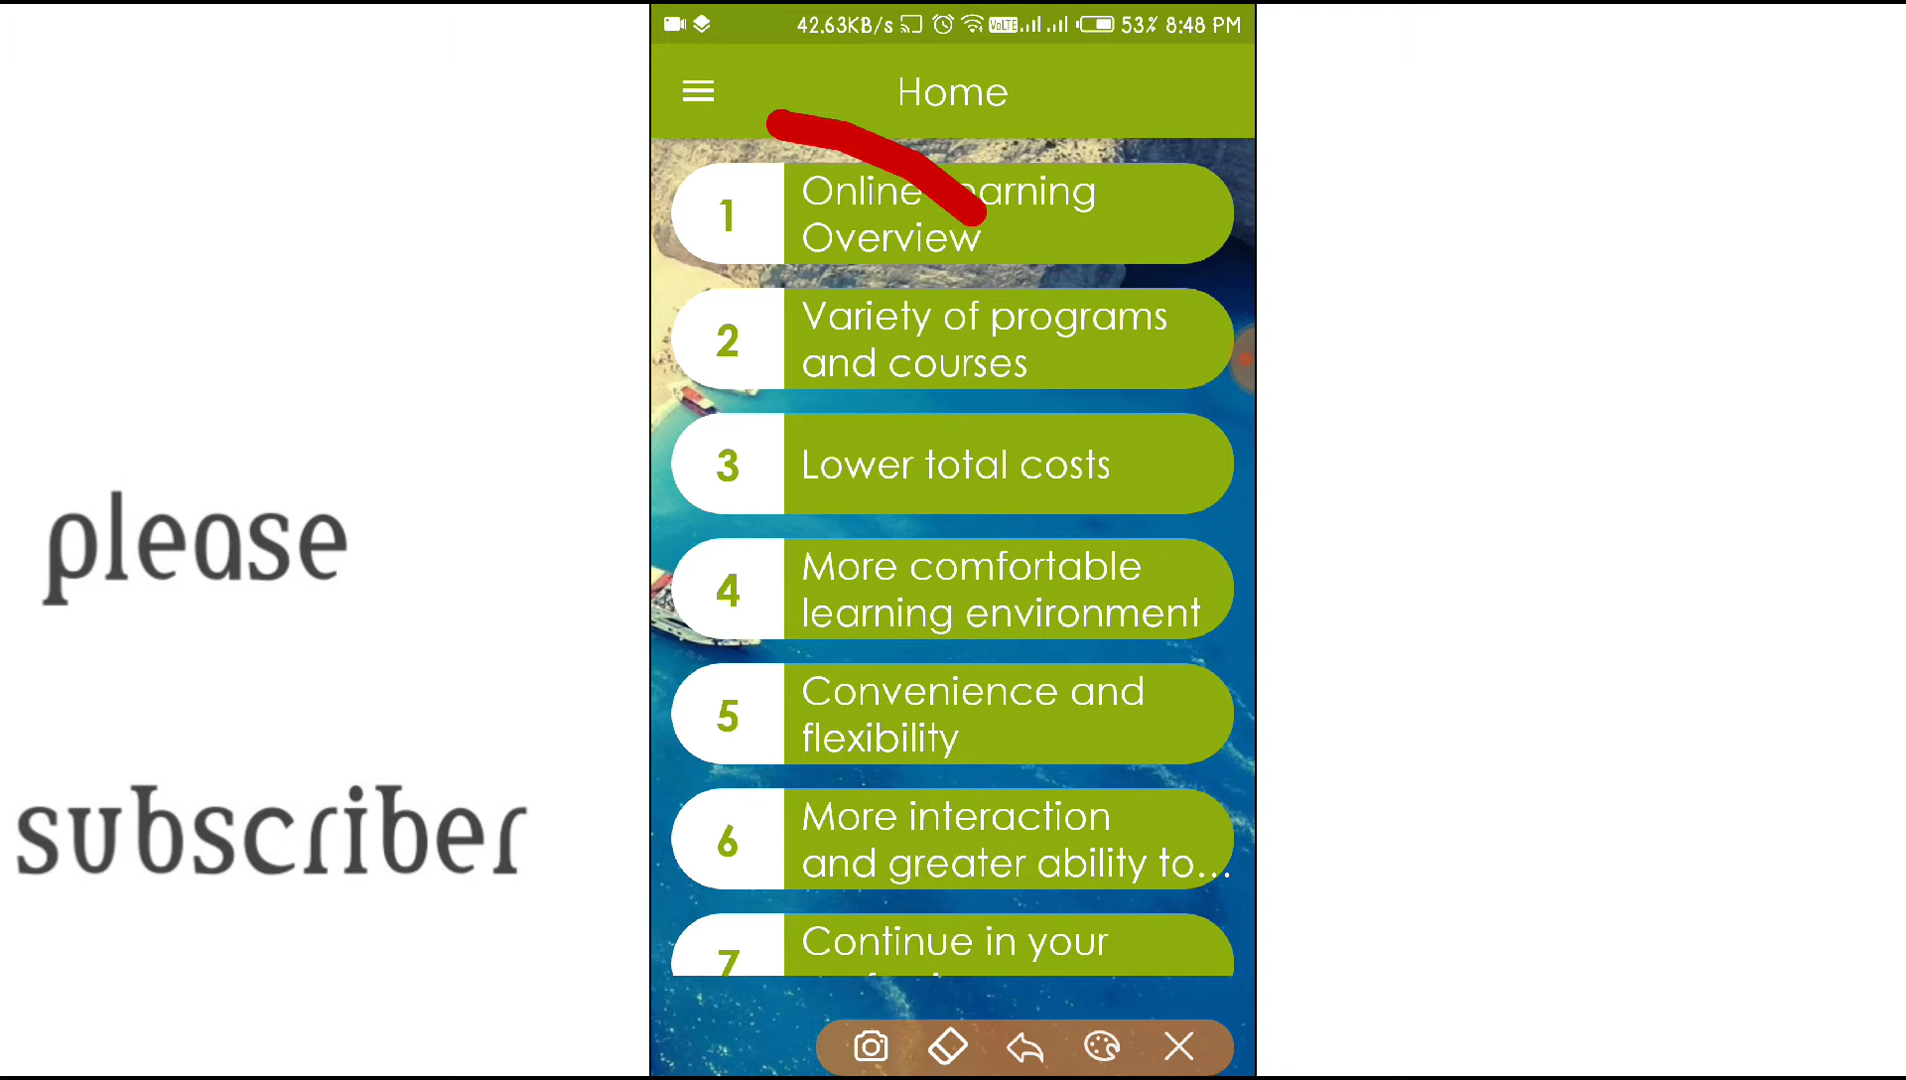 42.63KB/s VoLTE 53% 8:48 PM
Home
1
Online
Overview
2
Variety of programs
and courses
3
Lower total costs
4
More comfortable
learning environment
5
Convenience and
flexibility
6
More interaction
and greater ability to...
7
Continue in your
please
subscriber